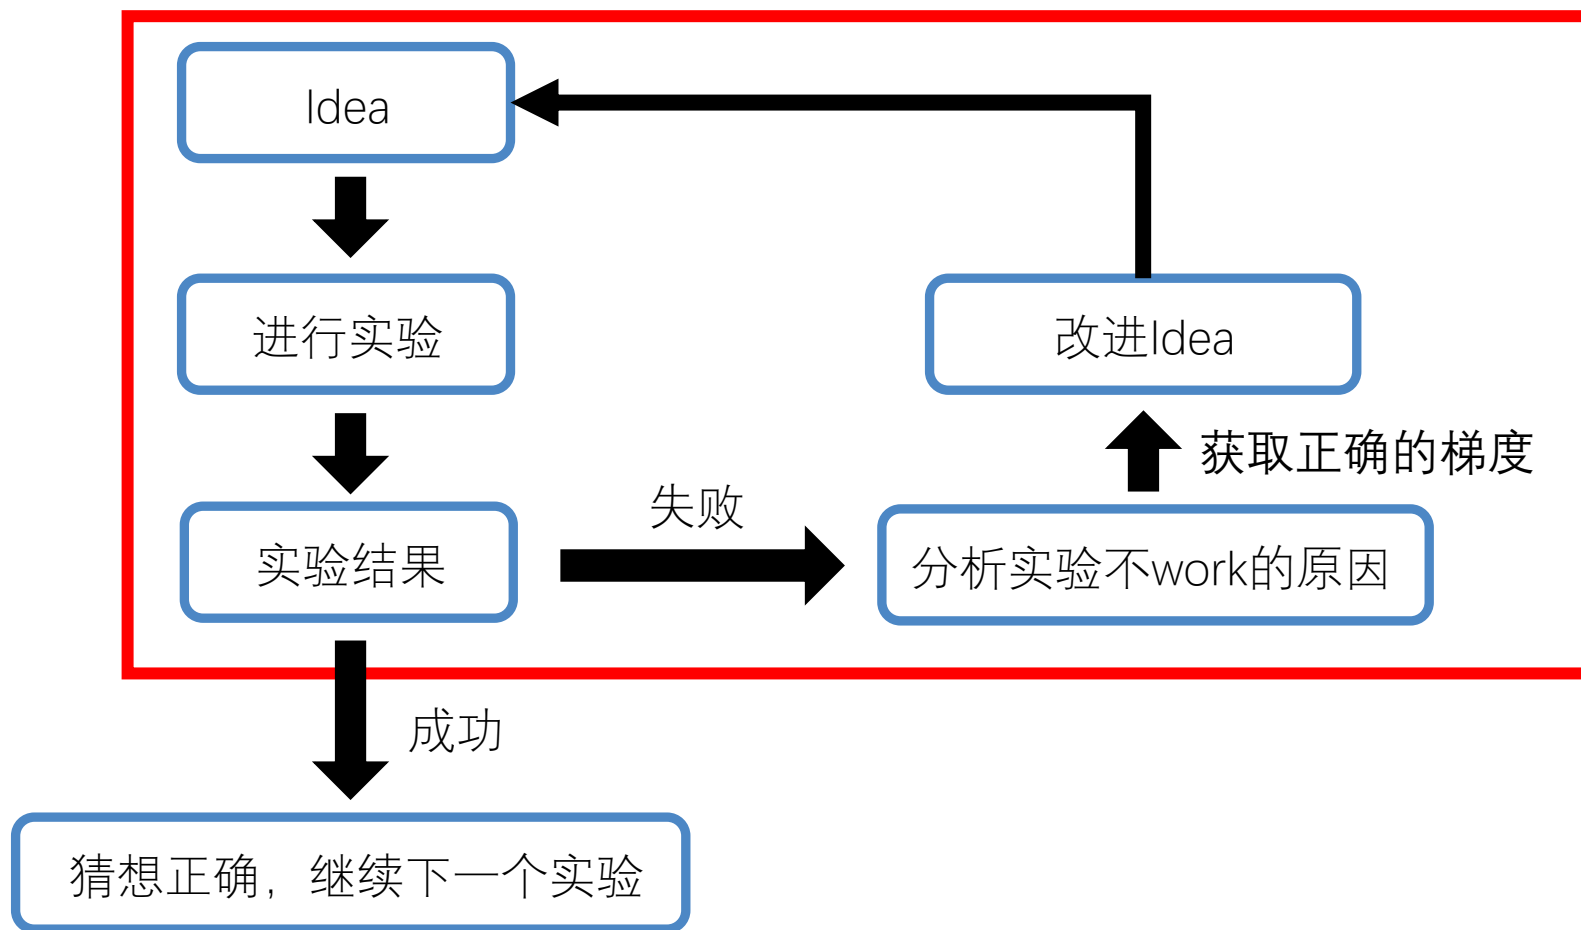 Idea
进行实验
改进Idea
获取正确的梯度
失败
实验结果
分析实验不work的原因
成功
猜想正确，继续下一个实验